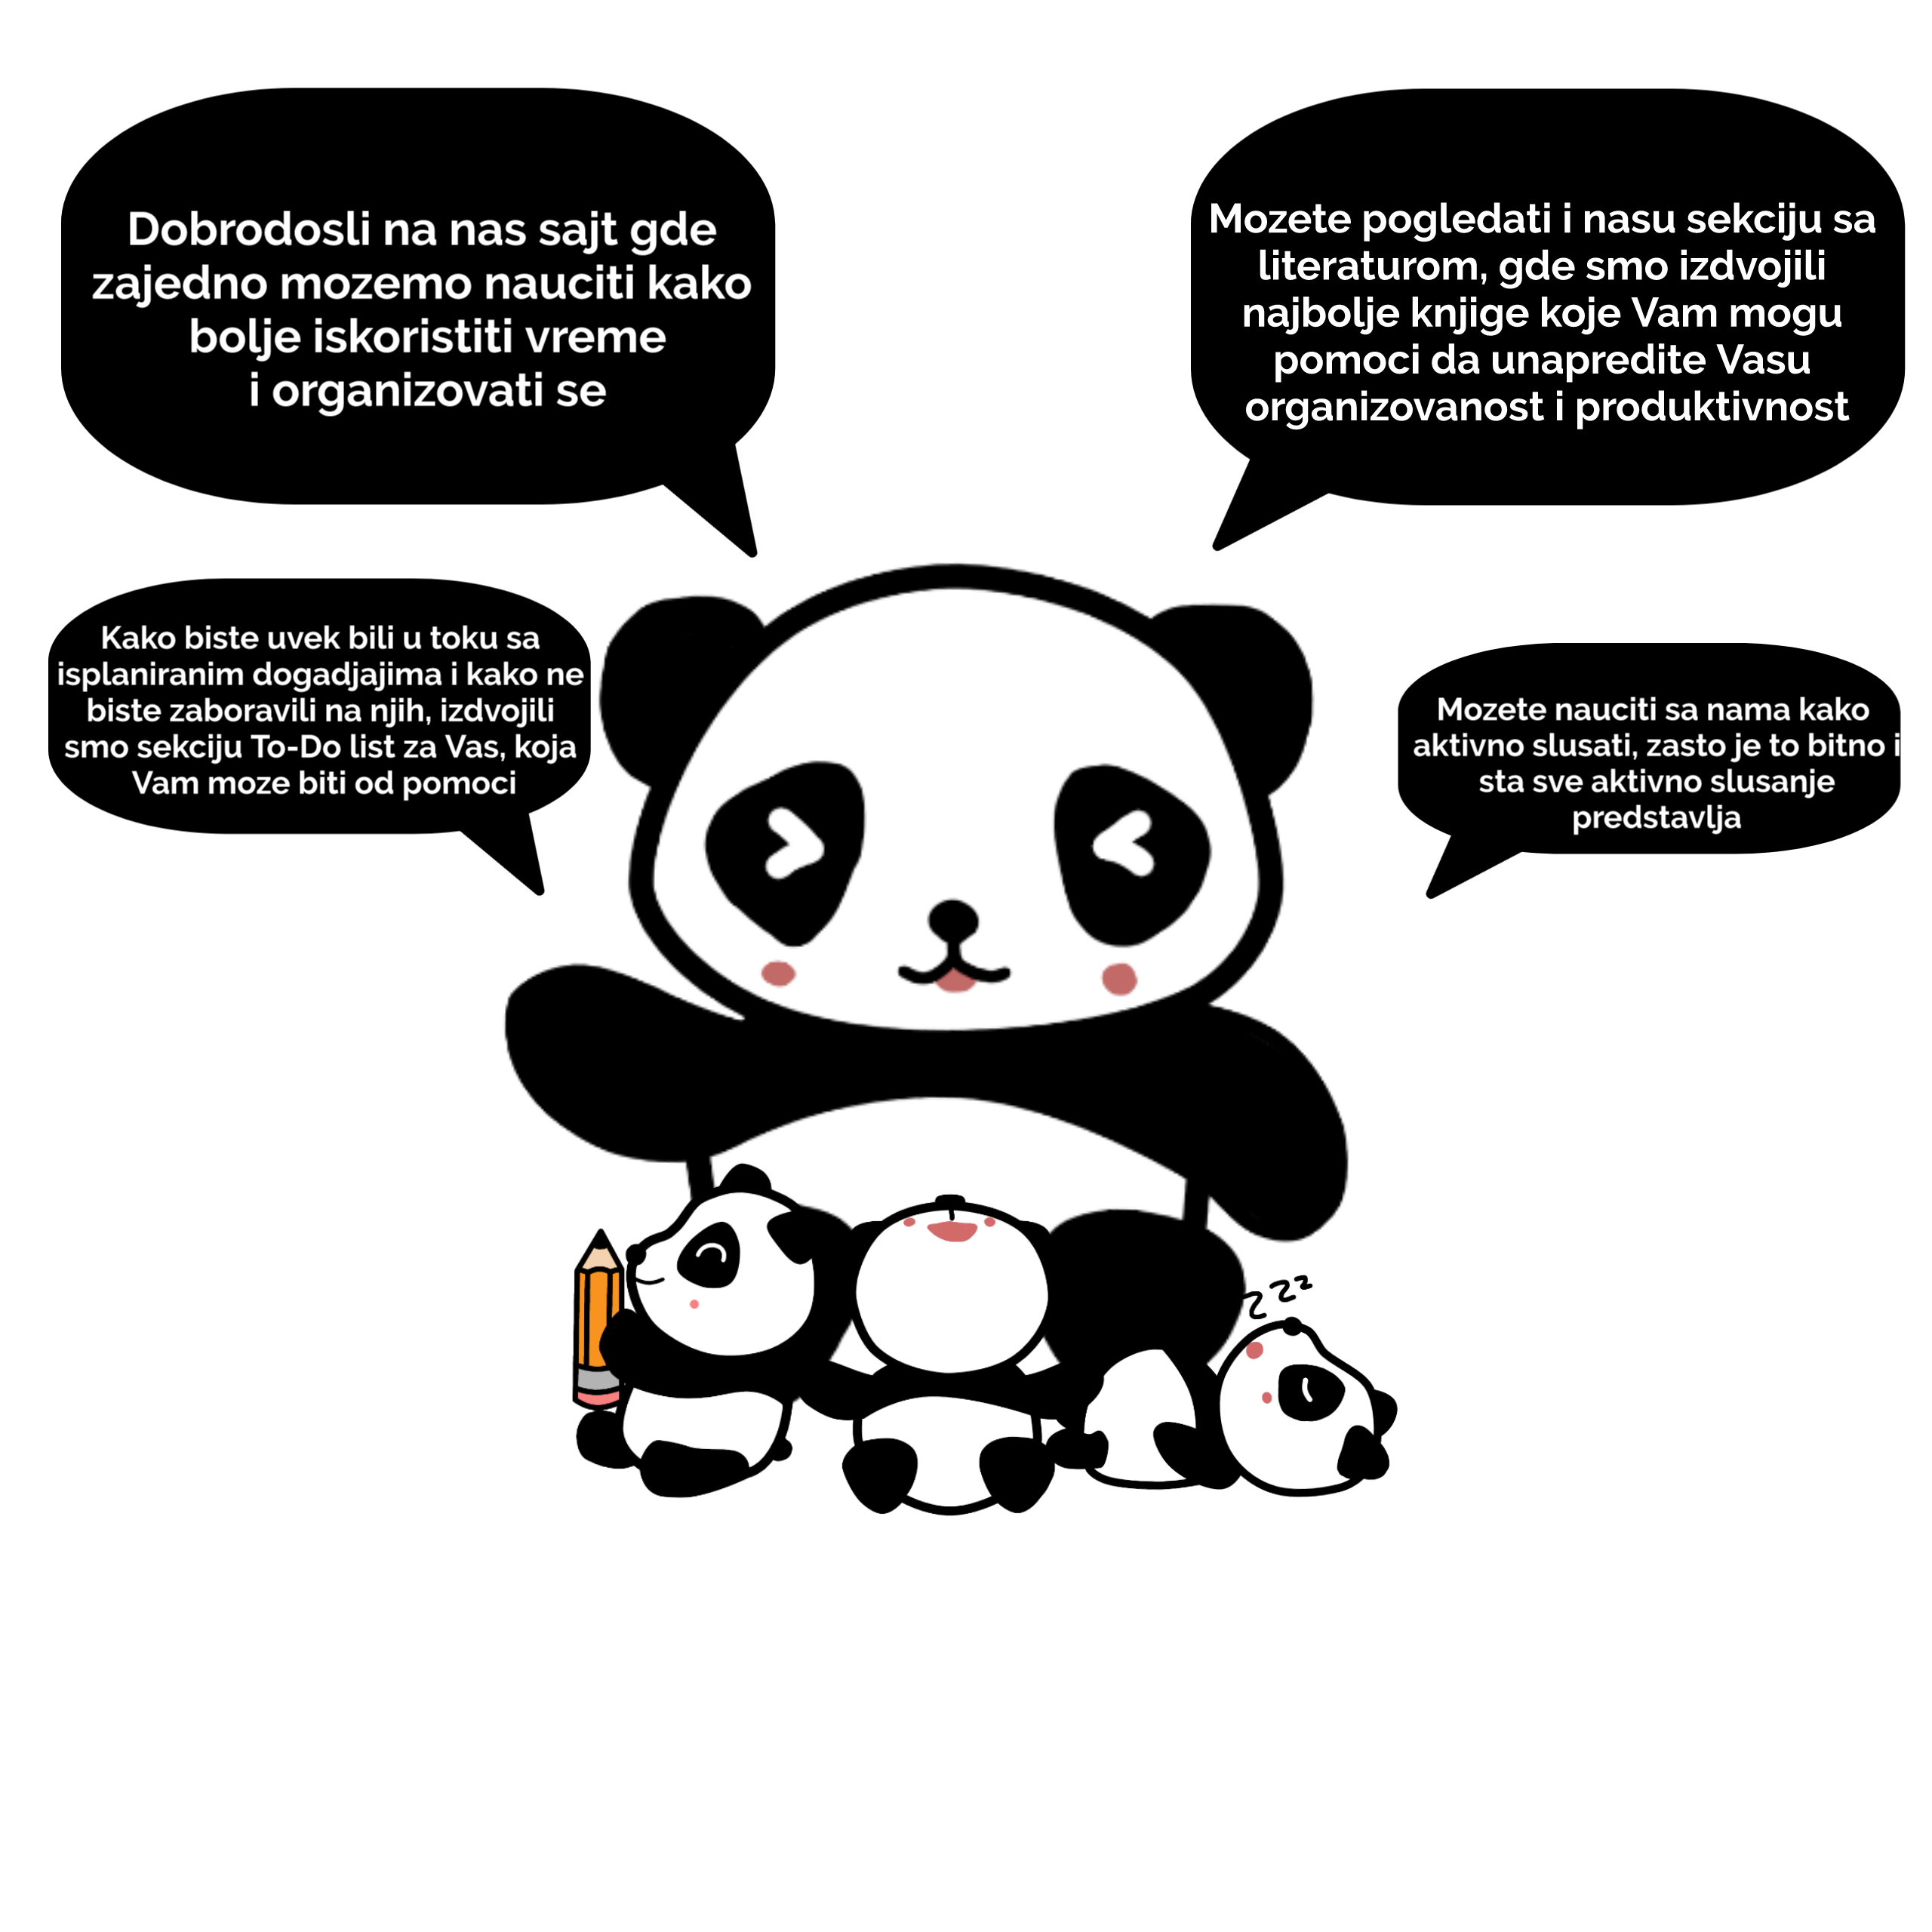 Dobrodosli na nas sajt gde
zajedno mozemo nauciti kako
bolje iskoristiti vreme
i organizovati se
Mozete pogledati i nasu sekciju sa
literaturom, gde smo izdvojili
najbolje knjige koje Vam mogu
pomoci da unapredite Vasu
organizovanost i produktivnost
Kako biste uvek bili u toku sa
isplaniranim dogadjajima i kako ne
biste zaboravili na njih, izdvojili
smo sekciju To-Do list za Vas, koja
Vam moze biti od pomoci
Mozete nauciti sa nama kako
aktivno slusati, zasto je to bitno i
sta sve aktivno slusanje
predstavlja
z z z